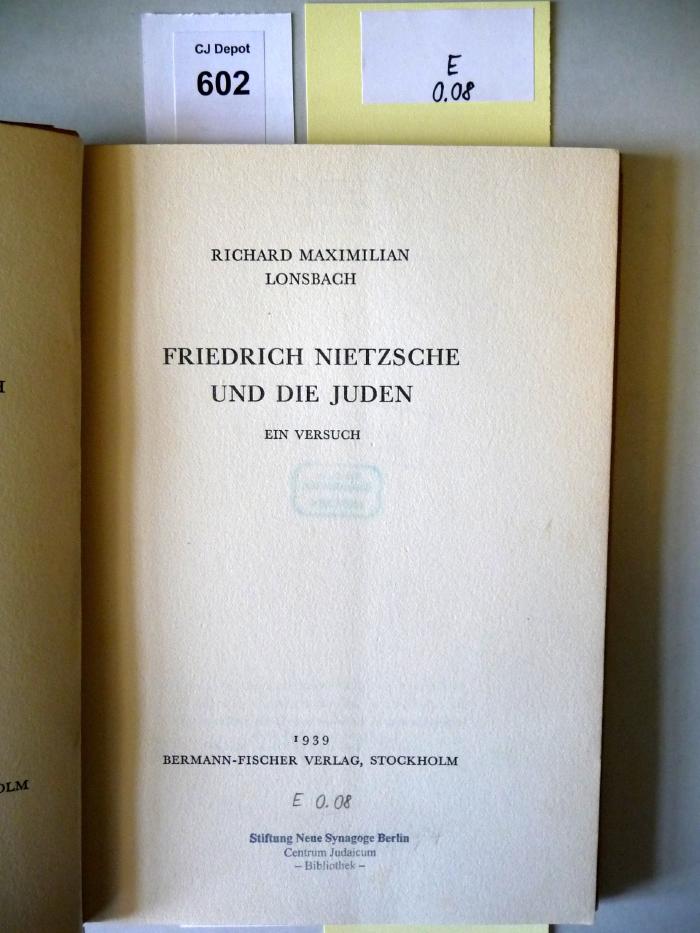 CJ Depot
602
E
0.08
RICHARD MAXIMILIAN
LONSBACH
FRIEDRICH NIETZSCHE
UND DIE JUDEN
EIN VERSUCH
1939
BERMANN-FISCHER VERLAG, STOCKHOLM
E 0.08
Stiftung Neue Synagoge Berlin
Centrum Judaicum
– Bibliothek –
H
OLM